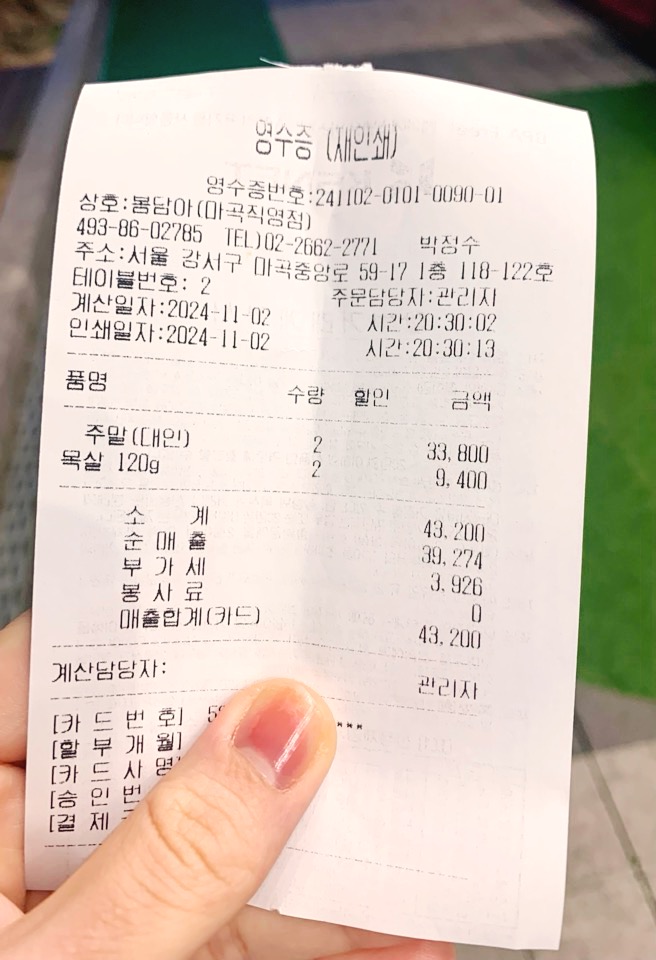 영수증 (재인쇄)
영수증번호:241102-0101-0090-01
상호:봄담아(마곡직영점)
493-86-02785 TEL)02-2662-2771 박정수
주소:서울 강서구 마곡중앙로 59-17 1층 118-122호
테이블번호: 2 주문담당자:관리자
계산일자:2024-11-02 시간:20:30:02
인쇄일자:2024-11-02 시간:20:30:13
품명 수량 할인 금액
주말(대인) 2 33,800
목살 120g 2 9,400
소 계 43,200
순 매 출 39,274
부 가 세 3,926
봉 사 료 0
매출합계(카드) 43,200
계산담당자: 관리자
[카 드 번 호] ***
[할 부 개 월]
[카 드 사 명
[승 인 번
[결 제